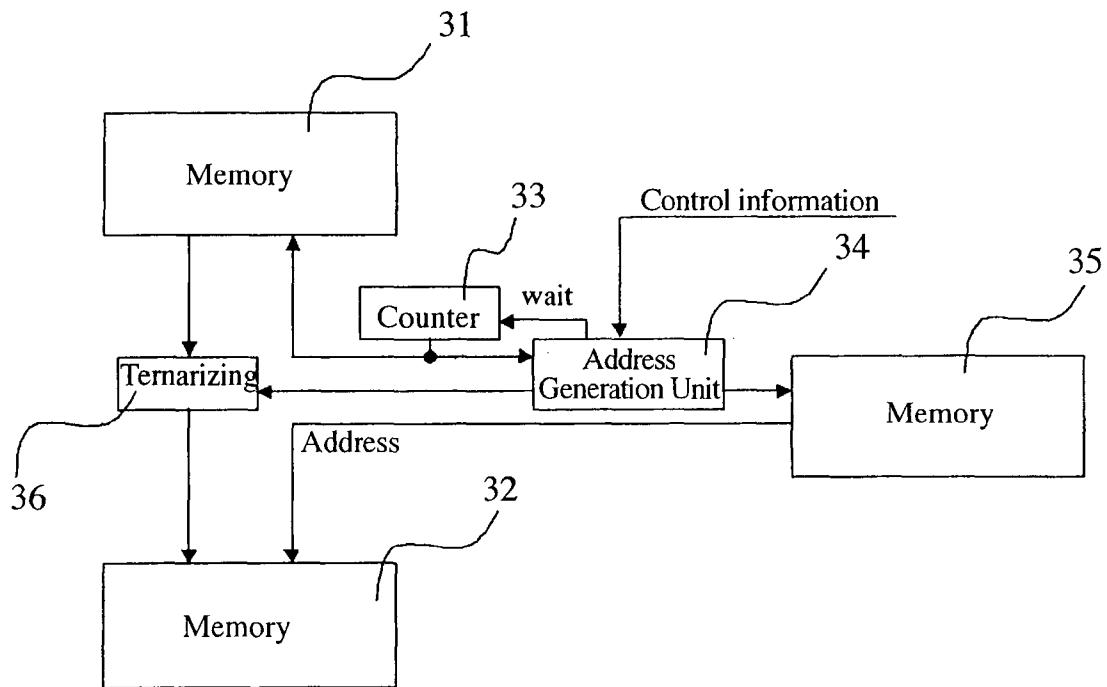 31
Memory
33
Control information
34
35
wait
Counter
Address
Generation Unit
Ternarizing
Memory
Address
36
32
Memory